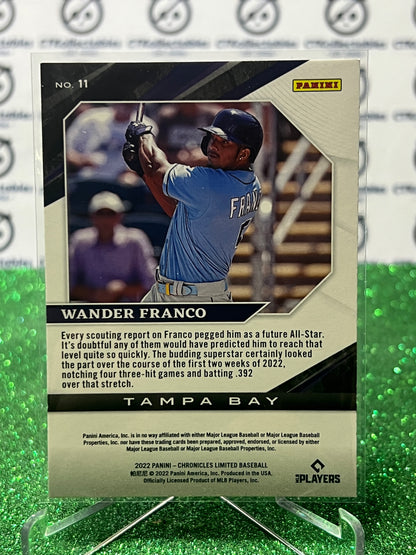 NO. 11
PANINI
FRAN
WANDER FRANCO
Every scouting report on Franco pegged him as a future All-Star.
It's doubtful any of them would have predicted him to reach that
level quite so quickly. The budding superstar certainly looked
the part over the course of the first two weeks of 2022,
notching four three-hit games and batting .392
over that stretch.
TAMPA BAY
Panini America, Inc. is in no way affiliated with either Major League Baseball or Major League Baseball
Properties, Inc. nor have these trading cards been prepared, approved, endorsed, or licensed by either
Major League Baseball or Major League Baseball Properties, Inc.
2022 PANINI – CHRONICLES LIMITED BASEBALL
帕尼尼 © 2022 Panini America, Inc. Produced in the USA.
Officially Licensed Product of MLB Players, Inc.
MLB PLAYERS